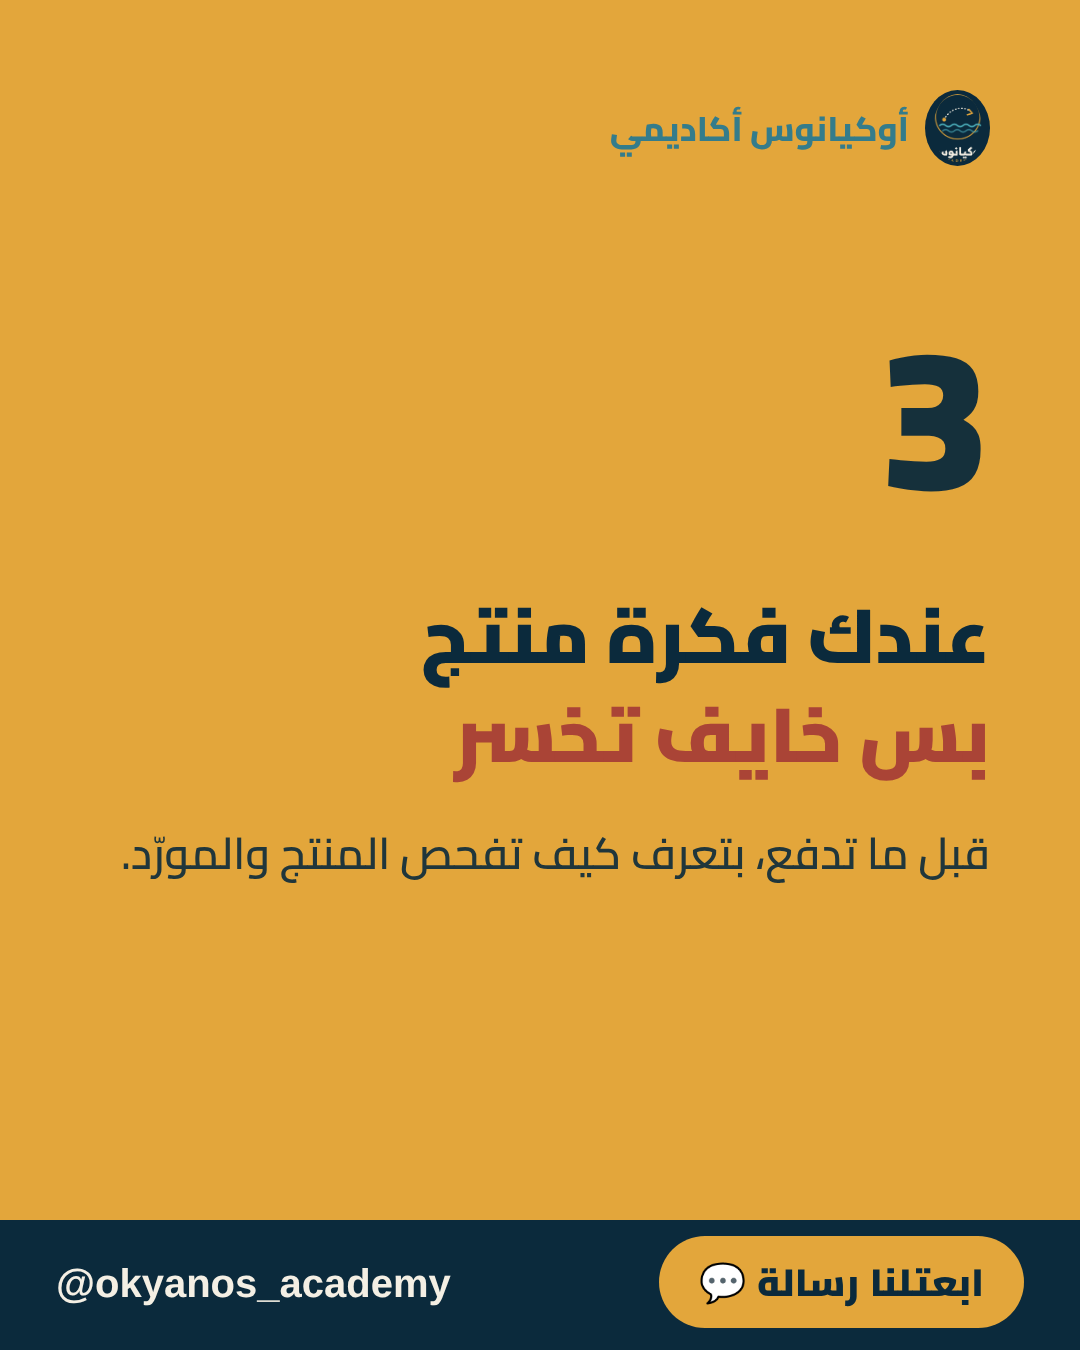 أوكيانوس أكاديمي
كيانوس
3
عندك فكرة منتج
بس خايف تخسر
قبل ما تدفع، بتعرف كيف تفحص المنتج والمورّد.
ابعتلنا رسالة 💬
@okyanos_academy